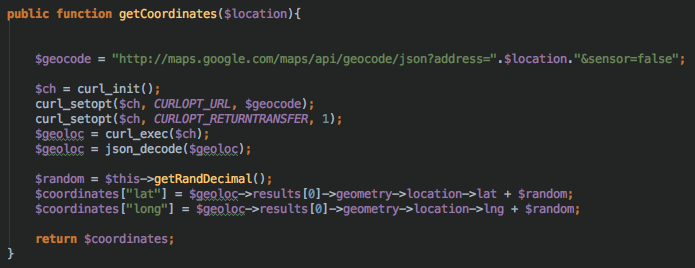 public function getCoordinates($location){
$geocode = "http://maps.google.com/maps/api/geocode/json?address=".$location."&sensor=false";
$ch = curl_init();
curl_setopt($ch, CURLOPT_URL, $geocode);
curl_setopt($ch, CURLOPT_RETURNTRANSFER, 1);
$geoloc = curl_exec($ch);
$geoloc = json_decode($geoloc);
$random = $this->getRandDecimal();
$coordinates["lat"] = $geoloc->results[0]->geometry->location->lat + $random;
$coordinates["long"] = $geoloc->results[0]->geometry->location->lng + $random;
return $coordinates;
}